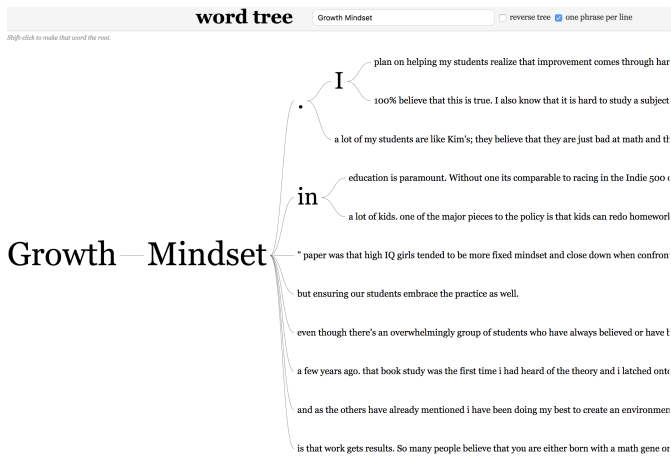 word tree
Growth Mindset
reverse tree
one phrase per line
Shift-click to make that word the root.
plan on helping my students realize that improvement comes through har
I
100% believe that this is true. I also know that it is hard to study a subject
.
a lot of my students are like Kim's; they believe that they are just bad at math and th
education is paramount. Without one its comparable to racing in the Indie 500
in
a lot of kids. one of the major pieces to the policy is that kids can redo homework
Growth Mindset
" paper was that high IQ girls tended to be more fixed mindset and close down when confron
but ensuring our students embrace the practice as well.
even though there's an overwhelmingly group of students who have always believed or have
a few years ago. that book study was the first time i had heard of the theory and i latched onto
and as the others have already mentioned i have been doing my best to create an environmen
is that work gets results. So many people believe that you are either born with a math gene or